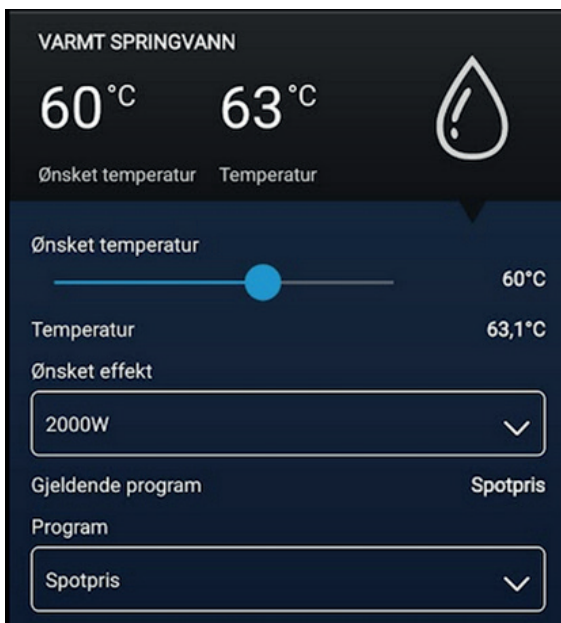 VARMT SPRINGVANN
60°C 63°C
Ønsket temperatur Temperatur
Ønsket temperatur
60°C
Temperatur 63,1°C
Ønsket effekt
2000W
Gjeldende program Spotpris
Program
Spotpris